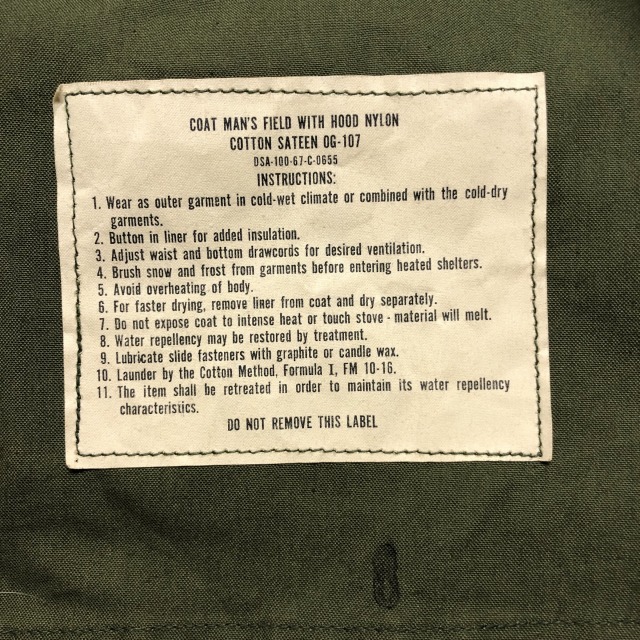 COAT MAN'S FIELD WITH HOOD NYLON
COTTON SATEEN OG-107
DSA-100-67-C-0655
INSTRUCTIONS:
1. Wear as outer garment in cold-wet climate or combined with the cold-dry
garments.
2. Button in liner for added insulation.
3. Adjust waist and bottom drawcords for desired ventilation.
4. Brush snow and frost from garments before entering heated shelters.
5. Avoid overheating of body.
6. For faster drying, remove liner from coat and dry separately.
7. Do not expose coat to intense heat or touch stove - material will melt.
8. Water repellency may be restored by treatment.
9. Lubricate slide fasteners with graphite or candle wax.
10. Launder by the Cotton Method, Formula I, FM 10-16.
11. The item shall be retreated in order to maintain its water repellency
characteristics.
DO NOT REMOVE THIS LABEL
8